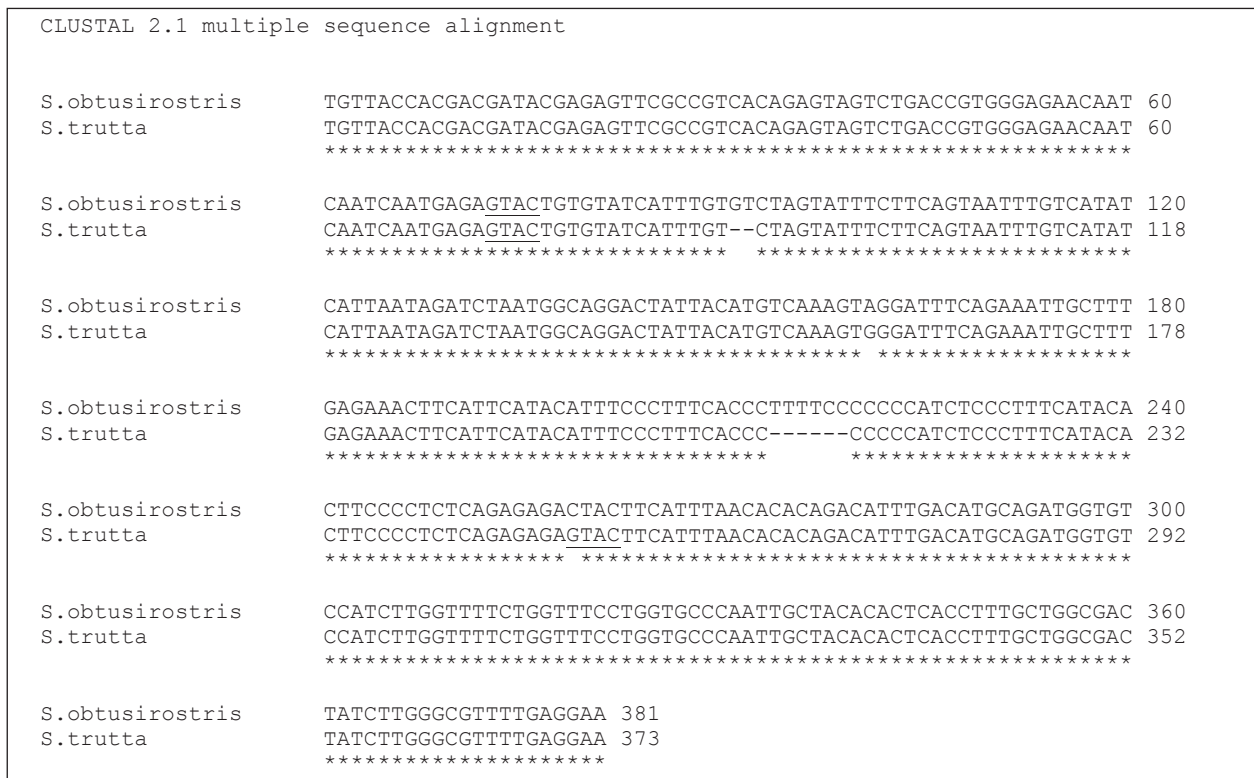 CLUSTAL 2.1 multiple sequence alignment
S.obtusirostris TGTTACCACGACGATACGAGAGTTCGCCGTCACAGAGTAGTCTGACCGTGGGAGAACAAT 60
S.trutta TGTTACCACGACGATACGAGAGTTCGCCGTCACAGAGTAGTCTGACCGTGGGAGAACAAT 60
************************************************************
S.obtusirostris CAATCAATGAGAGTACTGTGTATCATTTGTGTCTAGTATTTCTTCAGTAATTTGTCATAT 120
S.trutta CAATCAATGAGAGTACTGTGTATCATTTGT--CTAGTATTTCTTCAGTAATTTGTCATAT 118
****************************** ****************************
S.obtusirostris CATTAATAGATCTAATGGCAGGACTATTACATGTCAAAGTAGGATTTCAGAAATTGCTTT 180
S.trutta CATTAATAGATCTAATGGCAGGACTATTACATGTCAAAGTGGGATTTCAGAAATTGCTTT 178
**************************************** *******************
S.obtusirostris GAGAAACTTCATTCATACATTTCCCTTTCACCCTTTTCCCCCCATCTCCCTTTCATACA 240
S.trutta GAGAAACTTCATTCATACATTTCCCTTTCACCC------CCCCCATCTCCCTTTCATACA 232
********************************* *********************
S.obtusirostris CTTCCCCTCTCAGAGAGACTACTTCATTTAACACACAGACATTTGACATGCAGATGGTGT 300
S.trutta CTTCCCCTCTCAGAGAGAGTACTTCATTTAACACACAGACATTTGACATGCAGATGGTGT 292
****************** *****************************************
S.obtusirostris CCATCTTGGTTTTCTGGTTTCCTGGTGCCCAATTGCTACACACTCACCTTTGCTGGCGAC 360
S.trutta CCATCTTGGTTTTCTGGTTTCCTGGTGCCCAATTGCTACACACTCACCTTTGCTGGCGAC 352
************************************************************
S.obtusirostris TATCTTGGGCGTTTTGAGGAA 381
S.trutta TATCTTGGGCGTTTTGAGGAA 373
*********************